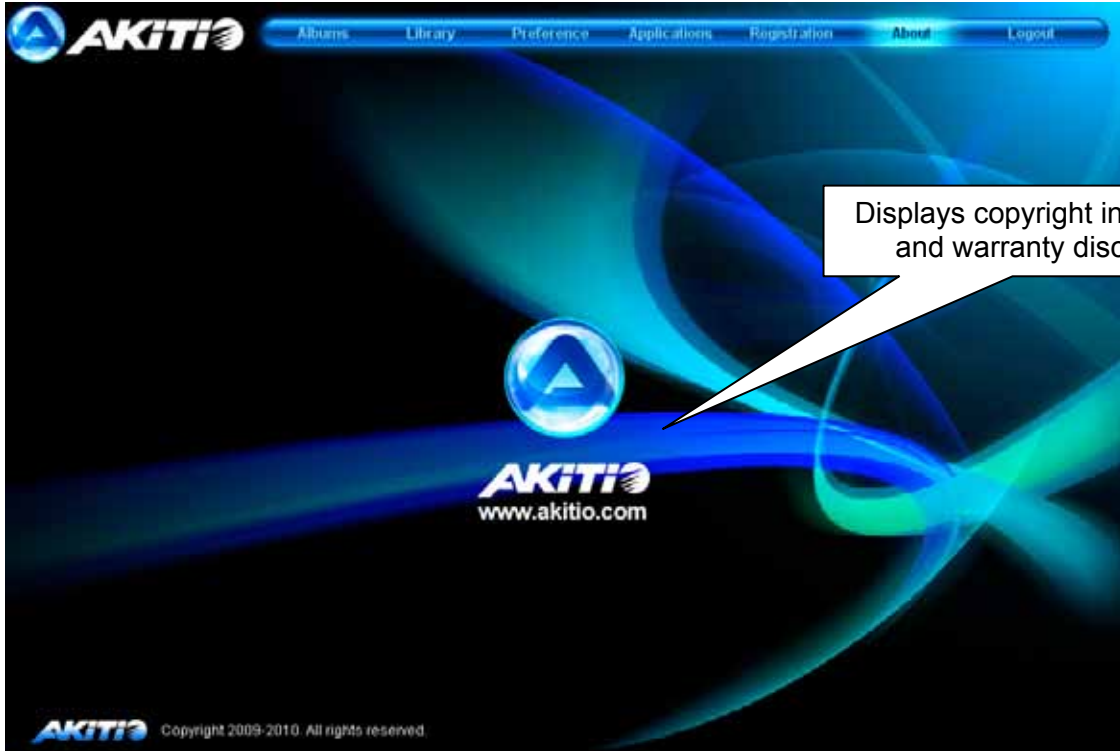 AKiTiO
Albums Library Preference Applications Registration About Logout
Displays copyright in
and warranty disc
AKiTiO
www.akitio.com
AKiTiO Copyright 2009-2010. All rights reserved.